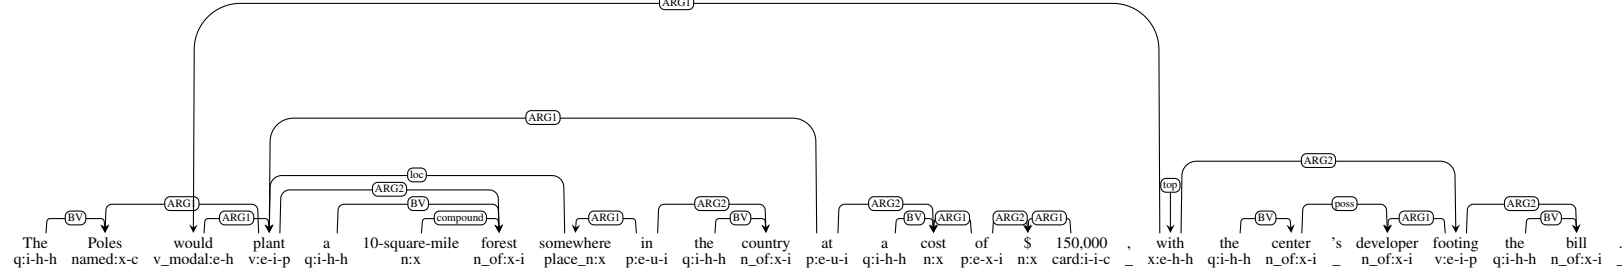 ARG1
ARG1
loc
top
ARG2
ARG2
ARG1
BV
ARG2
ARG2
poss
ARG2
BV
ARG1
compound
ARG1
BV
BV
ARG1
ARG2
ARG1
BV
ARG1
BV
The Poles would plant a 10-square-mile forest somewhere in the country at a cost of $ 150,000 , with the center 's developer footing the bill .
q:i-h-h named:x-c v_modal:e-h v:e-i-p q:i-h-h n:x n_of:x-i place_n:x p:e-u-i q:i-h-h n_of:x-i p:e-u-i q:i-h-h n:x p:e-x-i n:x card:i-i-c _ x:e-h-h q:i-h-h n_of:x-i _ n_of:x-i v:e-i-p q:i-h-h n_of:x-i _